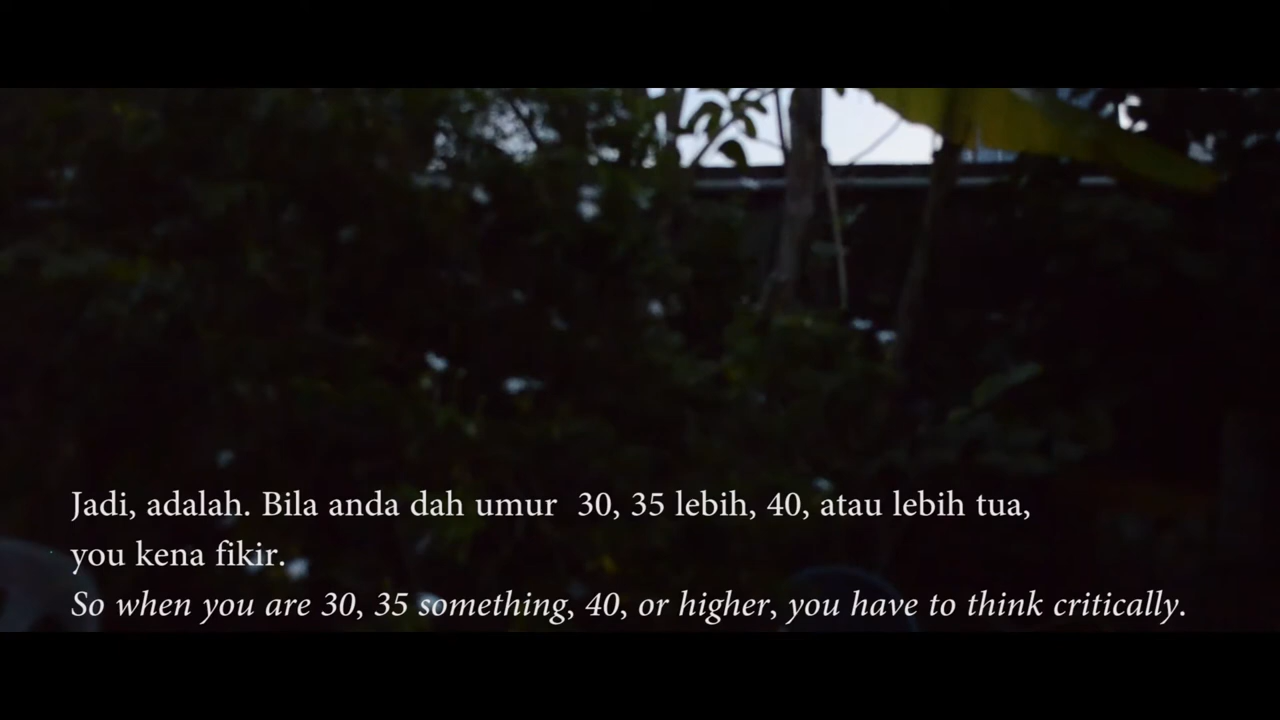 Jadi, adalah. Bila anda dah umur  30, 35 lebih, 40, atau lebih tua,
you kena fikir.
So when you are 30, 35 something, 40, or higher, you have to think critically.